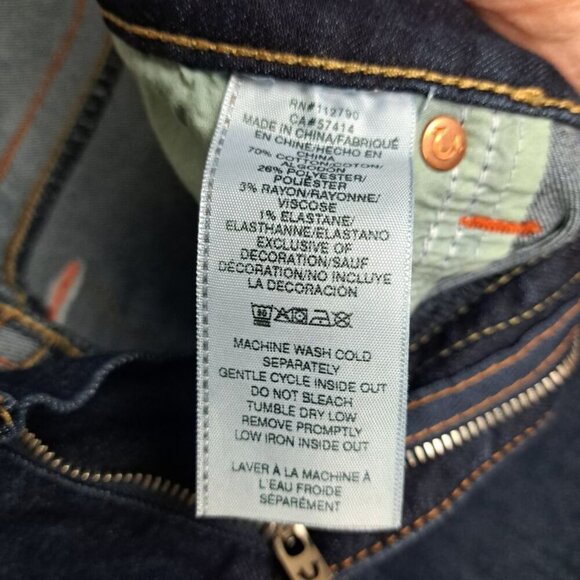 RN#112790
CA#57414
MADE IN CHINA/FABRIQUÉ
EN CHINE/HECHO EN
CHINA
70% COTTON/COTON/
ALGODON
26% POLYESTER/
POLIÉSTER
3% RAYON/RAYONNE/
VISCOSE
1% ELASTANE/
ELASTHANNE/ELASTANO
EXCLUSIVE OF
DECORATION/SAUF
DÉCORATION/NO INCLUYE
LA DECORACIÓN
MACHINE WASH COLD
SEPARATELY
GENTLE CYCLE INSIDE OUT
DO NOT BLEACH
TUMBLE DRY LOW
REMOVE PROMPTLY
LOW IRON INSIDE OUT
LAVER À LA MACHINE À
L'EAU FROIDE
SÉPARÉMENT